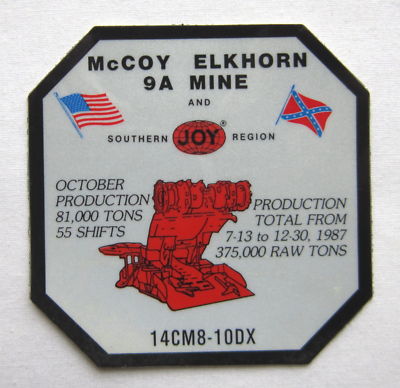 McCOY ELKHORN
9A MINE
AND
SOUTHERN JOY® REGION
OCTOBER
PRODUCTION
81,000 TONS
55 SHIFTS
PRODUCTION
TOTAL FROM
7-13 to 12-30, 1987
375,000 RAW TONS
14CM8-10DX